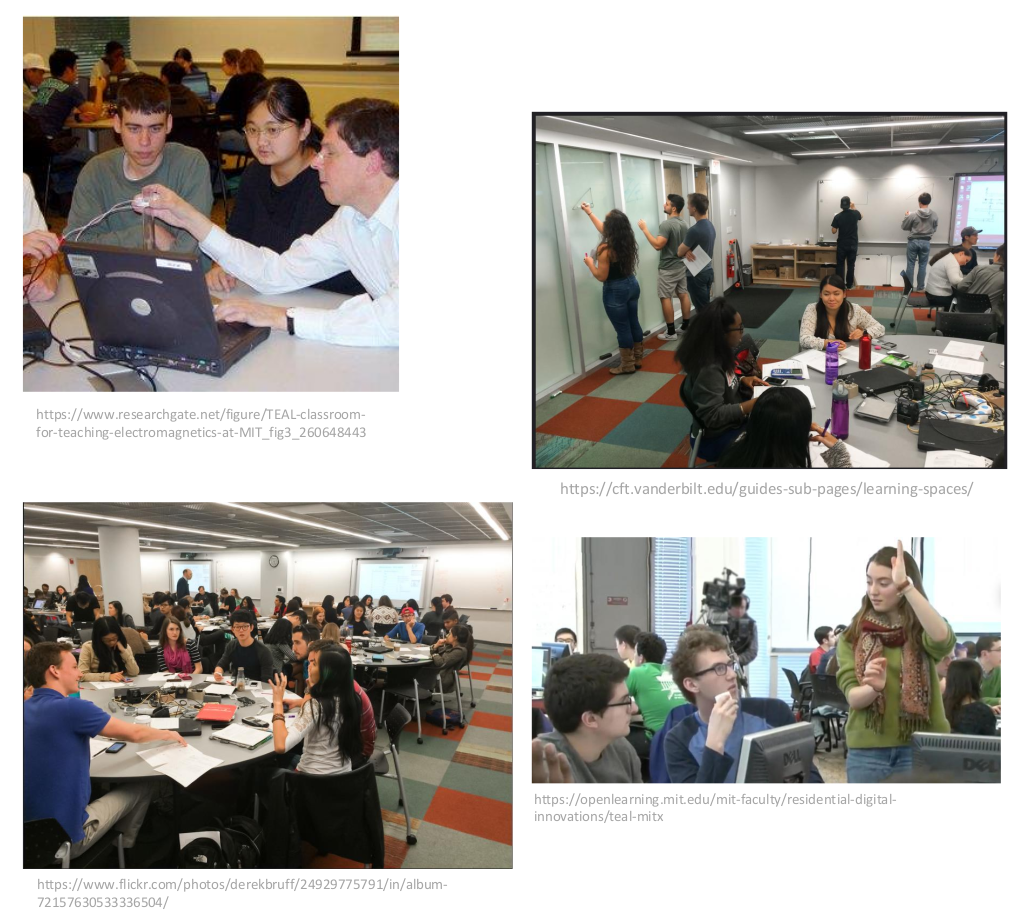 https://www.researchgate.net/figure/TEAL-classroom-
for-teaching-electromagnetics-at-MIT_fig3_260648443
https://cft.vanderbilt.edu/guides-sub-pages/learning-spaces/
DELL
DELL
https://openlearning.mit.edu/mit-faculty/residential-digital-
innovations/teal-mitx
https://www.flickr.com/photos/derekbruff/24929775791/in/album-
72157630533336504/